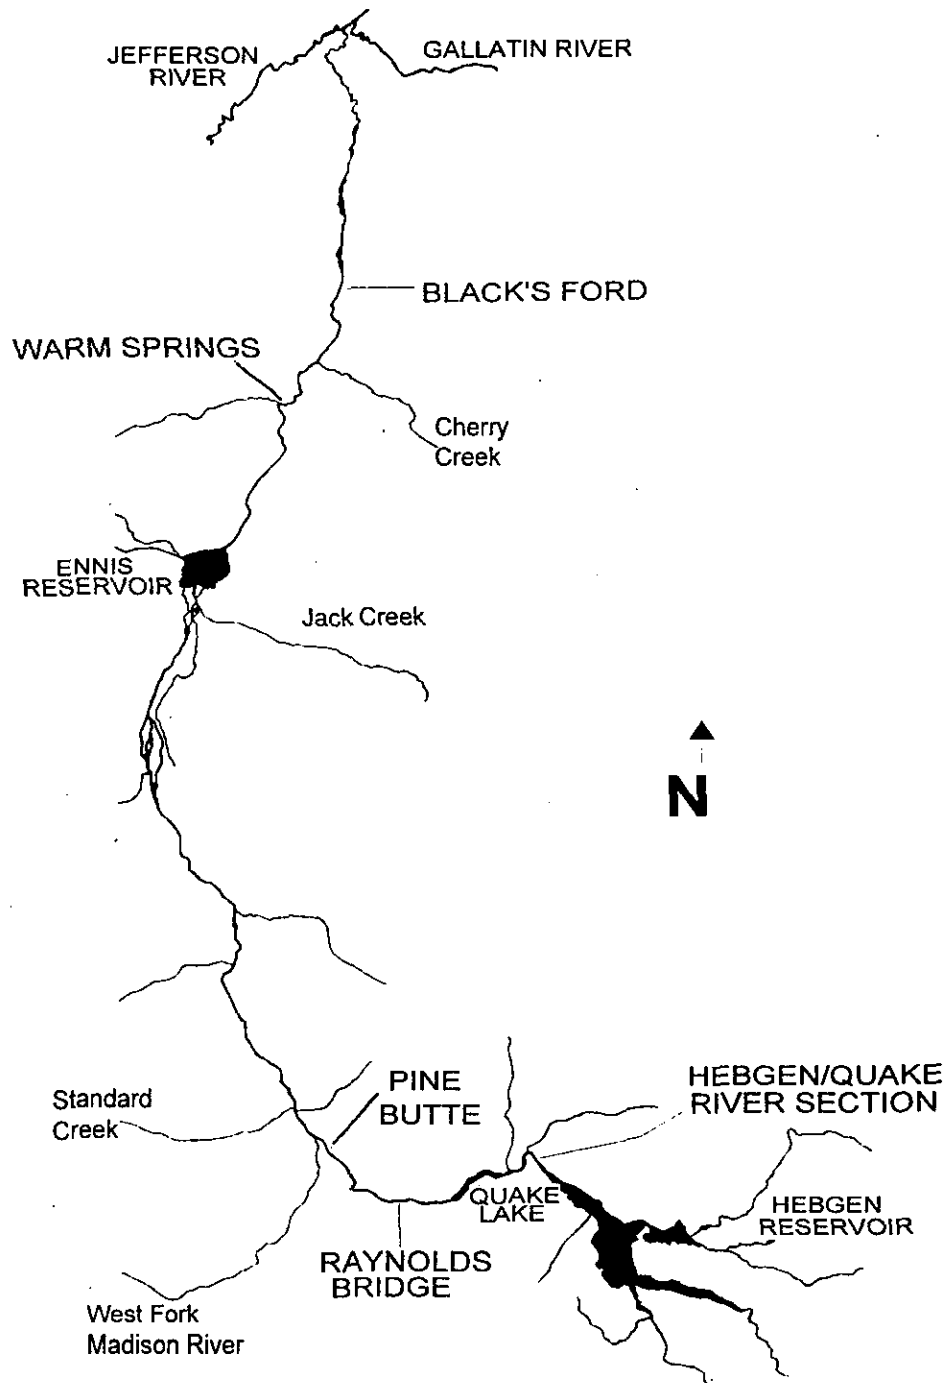 JEFFERSON
RIVER
GALLATIN RIVER
BLACK'S FORD
WARM SPRINGS
Cherry
Creek
ENNIS
RESERVOIR
Jack Creek
N
Standard
Creek
PINE
BUTTE
HEBGEN/QUAKE
RIVER SECTION
QUAKE
LAKE
HEBGEN
RESERVOIR
RAYNOLDS
BRIDGE
West Fork
Madison River